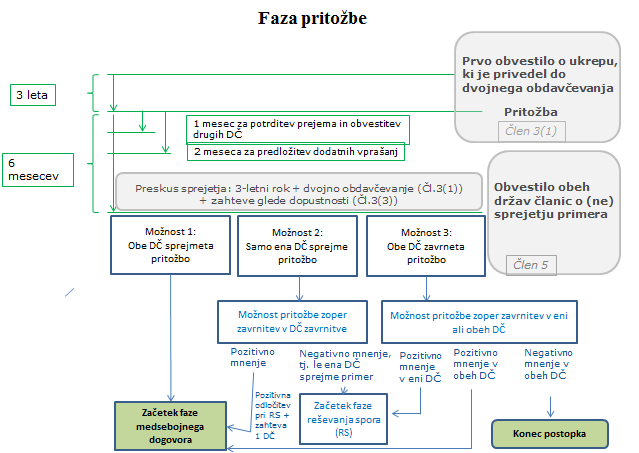 Faza pritožbe
Prvo obvestilo o ukrepu,
ki je privedel do
dvojnega obdavčevanja
Pritožba
Člen 3(1)
3 leta
6
mesecev
1 mesec za potrditev prejema in obvestitev
drugih DČ
2 meseca za predložitev dodatnih vprašanj
Preskus sprejetja: 3-letni rok + dvojno obdavčevanje (Čl.3(1))
+ zahteve glede dopustnosti (Čl.3(3))
Obvestilo obeh
držav članic o (ne)
sprejetju primera
Člen 5
Možnost 1:
Obe DČ sprejmeta
pritožbo
Možnost 2:
Samo ena DČ sprejme
pritožbo
Možnost 3:
Obe DČ zavrneta
pritožbo
Možnost pritožbe zoper
zavrnitev v DČ zavrnitve
Možnost pritožbe zoper zavrnitev v eni
ali obeh DČ
Pozitivno
mnenje
Negativno mnenje,
tj. le ena DČ
sprejme primer
Pozitivno
mnenje
v eni DČ
Pozitivno
mnenje v
obeh DČ
Negativno
mnenje v
obeh DČ
Pozitivna
odločitev
pri RS +
zahteva
1 DČ
Začetek faze
medsebojnega
dogovora
Začetek faze
reševanja spora
(RS)
Konec postopka